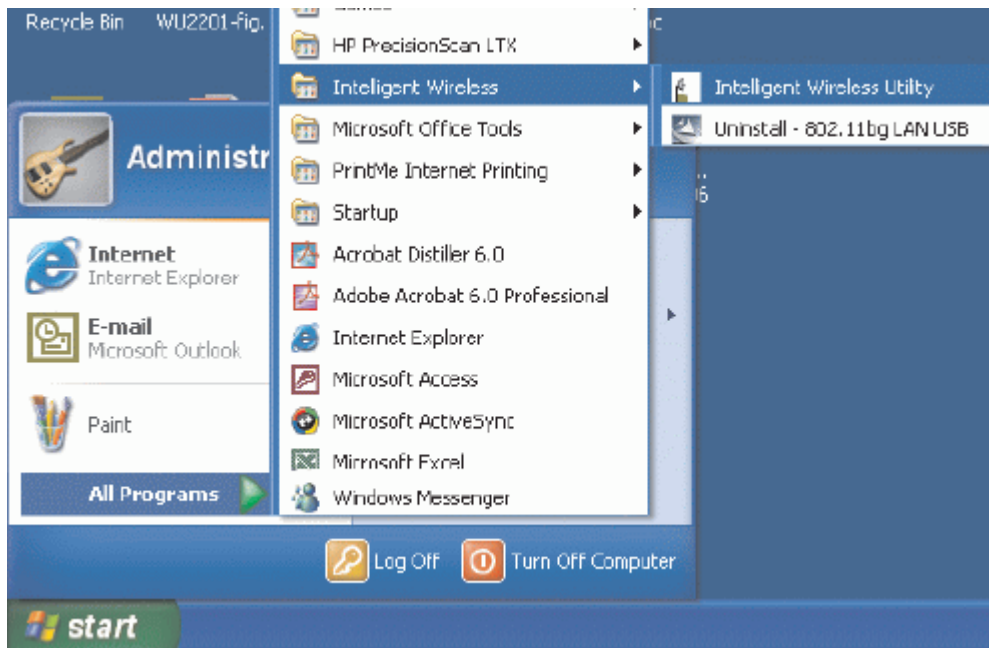 Recycle Bin
WU2201-fig.
Games
HP PrecisionScan LTX
Intelligent Wireless
Intelligent Wireless Utility
Uninstall - 802.11bg LAN USB
Administr
Microsoft Office Tools
PrintMe Internet Printing
Startup
Internet
Internet Explorer
E-mail
Microsoft Outlook
Paint
All Programs
Acrobat Distiller 6.0
Adobe Acrobat 6.0 Professional
Internet Explorer
Microsoft Access
Microsoft ActiveSync
Microsoft Excel
Windows Messenger
Log Off
Turn Off Computer
start